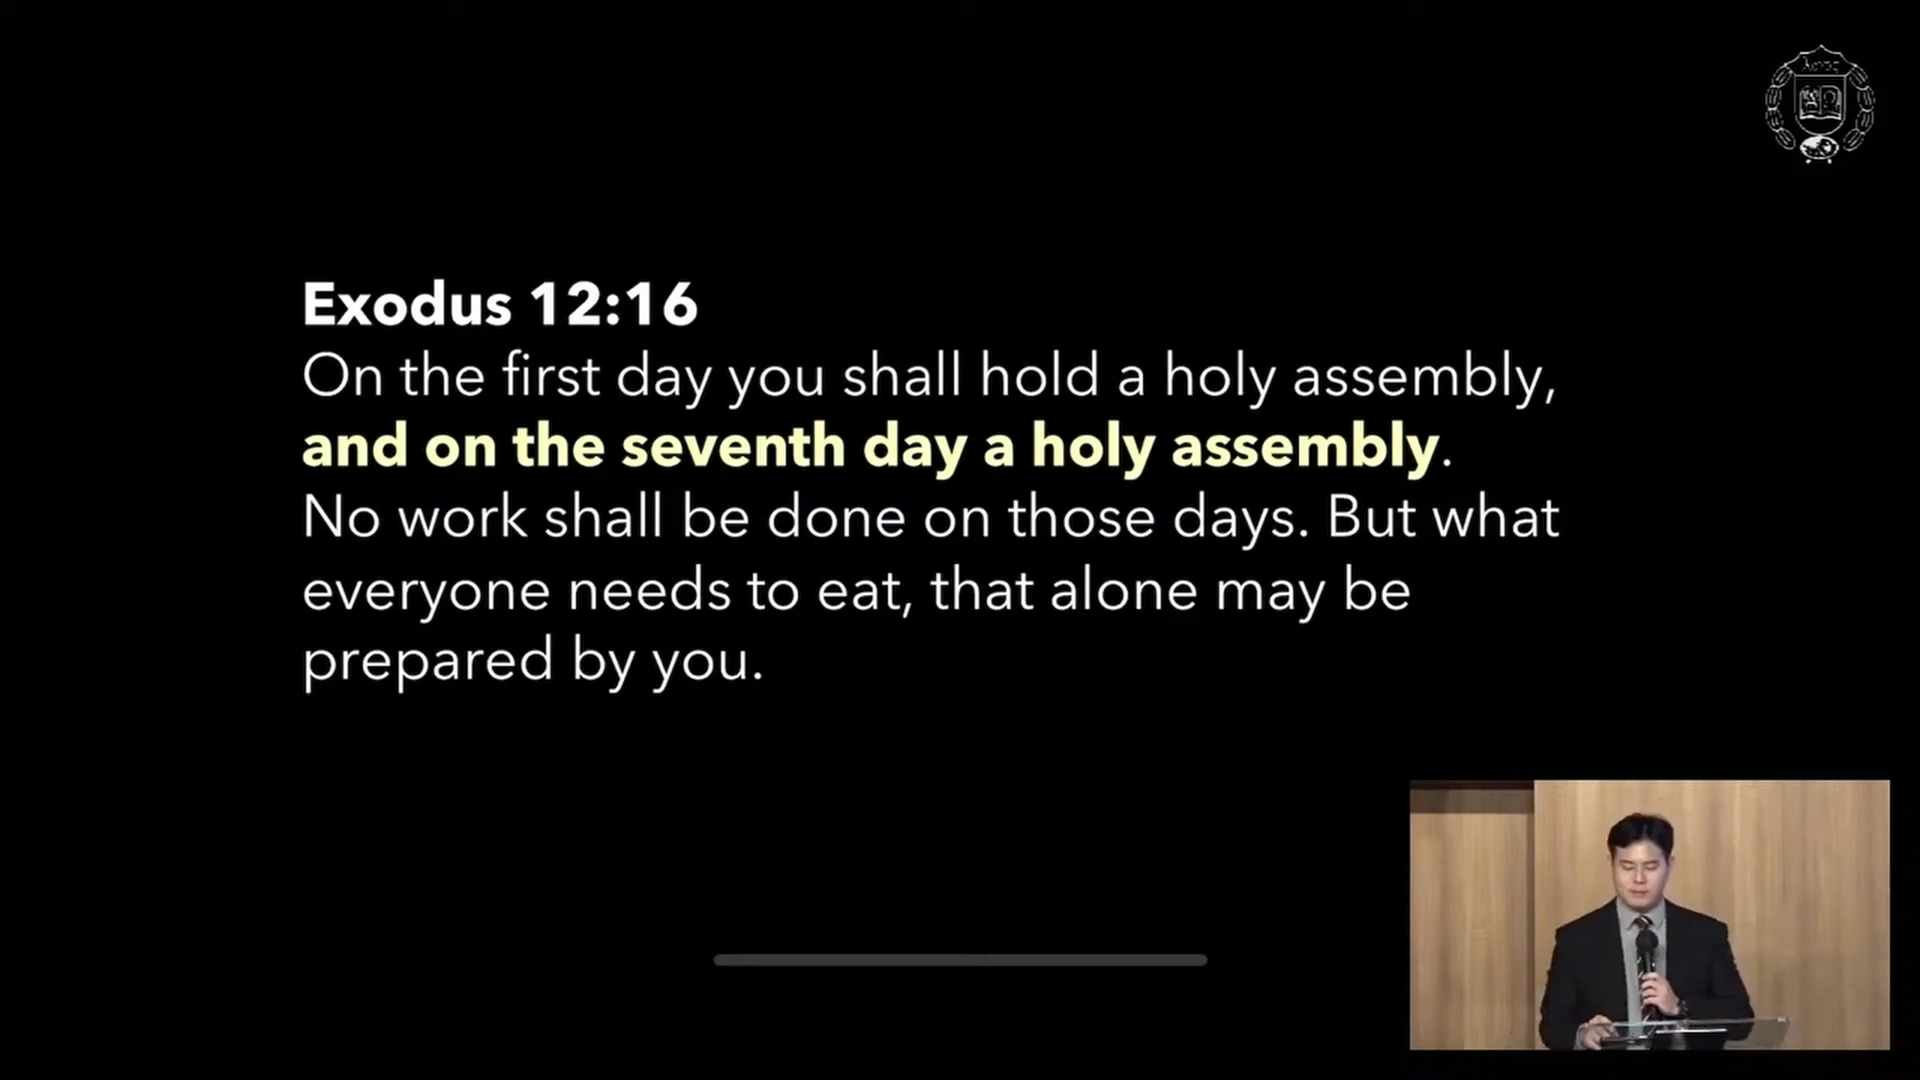 Exodus 12:16
On the first day you shall hold a holy assembly,
and on the seventh day a holy assembly.
No work shall be done on those days. But what
everyone needs to eat, that alone may be
prepared by you.